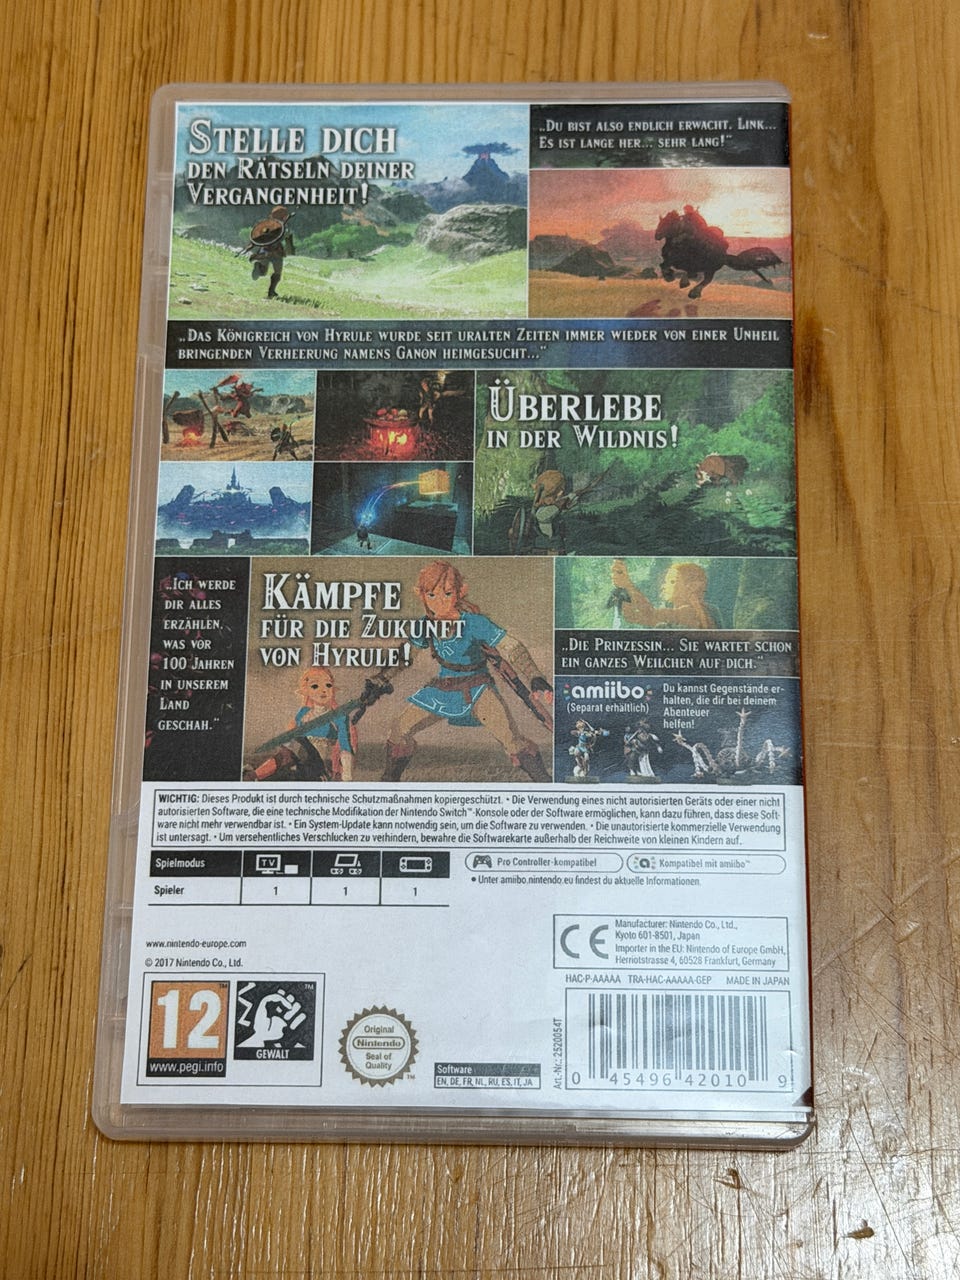 STELLE DICH
DEN RÄTSELN DEINER
VERGANGENHEIT!
„DU BIST ALSO ENDLICH ERWACHT, LINK...
ES IST LANGE HER... SEHR LANG!“
„DAS KÖNIGREICH VON HYRULE WURDE SEIT URALTEN ZEITEN IMMER WIEDER VON EINER UNHEIL
BRINGENDEN VERHEERUNG NAMENS GANON HEIMGESUCHT...“
ÜBERLEBE
IN DER WILDNIS!
„ICH WERDE
DIR ALLES
ERZÄHLEN,
WAS VOR
100 JAHREN
IN UNSEREM
LAND
GESCHAH.“
KÄMPFE
FÜR DIE ZUKUNFT
VON HYRULE!
„DIE PRINZESSIN... SIE WARTET SCHON
EIN GANZES WEILCHEN AUF DICH.“
amiibo
(Separat erhältlich)
Du kannst Gegenstände er-
halten, die dir bei deinem
Abenteuer
helfen!
WICHTIG: Dieses Produkt ist durch technische Schutzmaßnahmen kopiergeschützt. • Die Verwendung eines nicht autorisierten Geräts oder einer nicht
autorisierten Software, die eine technische Modifikation der Nintendo Switch™-Konsole oder der Software ermöglichen, kann dazu führen, dass diese Soft-
ware nicht mehr verwendbar ist. • Ein System-Update kann notwendig sein, um die Software zu verwenden. • Die unautorisierte kommerzielle Verwendung
ist untersagt. • Um versehentliches Verschlucken zu verhindern, bewahre die Softwarekarte außerhalb der Reichweite von kleinen Kindern auf.
Spielmodus TV
Spieler 1 1 1
Pro Controller-kompatibel
Kompatibel mit amiibo™
• Unter amiibo.nintendo.eu findest du aktuelle Informationen.
www.nintendo-europe.com
© 2017 Nintendo Co., Ltd.
CE
Manufacturer: Nintendo Co., Ltd.,
Kyoto 601-8501, Japan
Importer in the EU: Nintendo of Europe GmbH,
Herriotstrasse 4, 60528 Frankfurt, Germany
HAC-P-AAAAA TRA-HAC-AAAAA-GEP MADE IN JAPAN
12
www.pegi.info
GEWALT
TM
Original
Nintendo
Seal of
Quality
TM
Software
EN, DE, FR, NL, RU, ES, IT, JA
Art.-Nr.: 2520054T
0 45496 42010 9